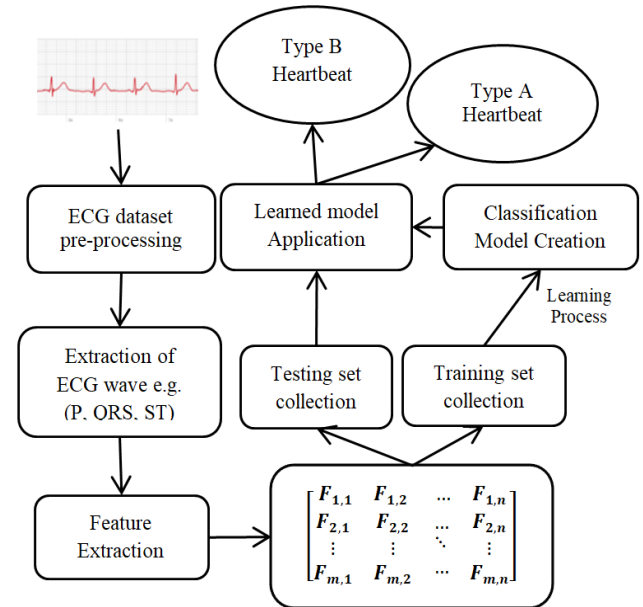 Type B
Heartbeat
Type A
Heartbeat
ECG dataset
pre-processing
Learned model
Application
Classification
Model Creation
Learning
Process
Extraction of
ECG wave e.g.
(P, QRS, ST)
Testing set
collection
Training set
collection
Feature
Extraction
F1,1 F1,2 ... F1,n
F2,1 F2,2 ... F2,n
⋮ ⋮ ⋱ ⋮
Fm,1 Fm,2 ... Fm,n